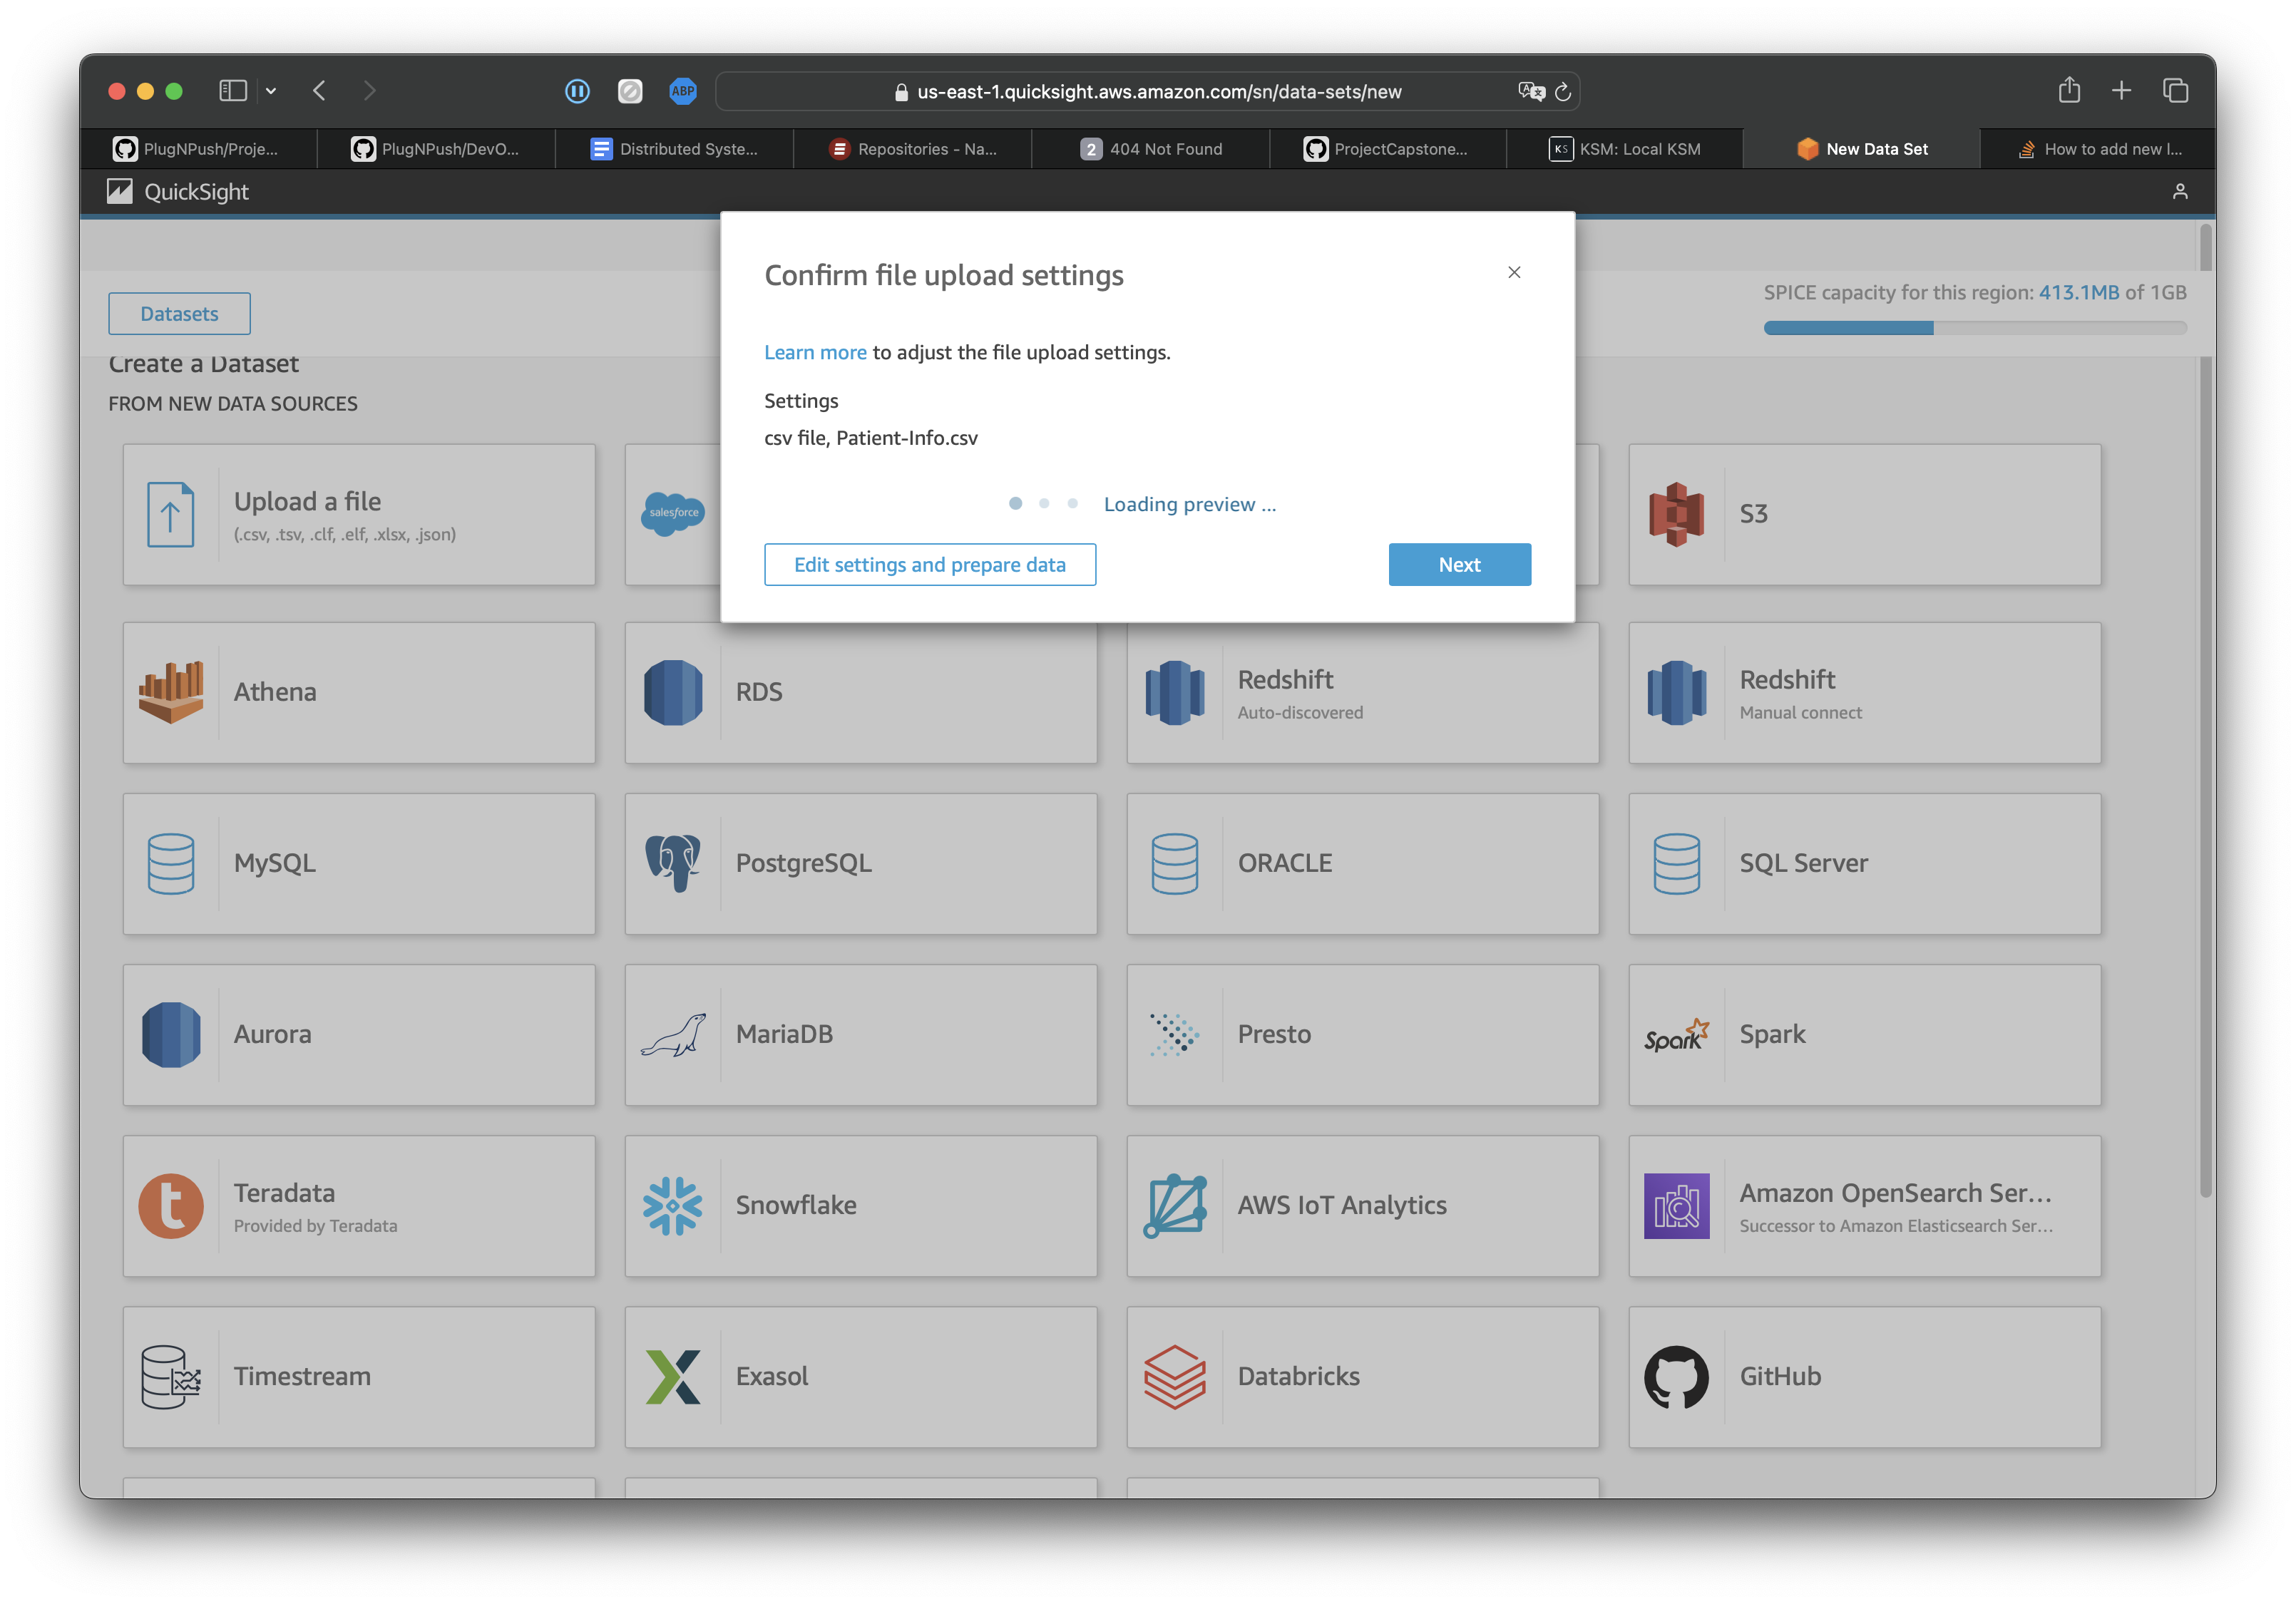 ABP
us-east-1.quicksight.aws.amazon.com/sn/data-sets/new
PlugNPush/Proje...
PlugNPush/DevO...
Distributed Syste...
Repositories - Na...
2 404 Not Found
ProjectCapstone...
KS KSM: Local KSM
New Data Set
How to add new l...
QuickSight
Confirm file upload settings
Learn more to adjust the file upload settings.
Settings
csv file, Patient-Info.csv
Loading preview ...
Edit settings and prepare data
Next
Datasets
SPICE capacity for this region: 413.1MB of 1GB
Create a Dataset
FROM NEW DATA SOURCES
Upload a file
(.csv, .tsv, .clf, .elf, .xlsx, .json)
salesforce
S3
Athena
RDS
Redshift
Auto-discovered
Redshift
Manual connect
MySQL
PostgreSQL
ORACLE
SQL Server
Aurora
MariaDB
Presto
Spark
Spark
t
Teradata
Provided by Teradata
Snowflake
AWS IoT Analytics
Amazon OpenSearch Ser...
Successor to Amazon Elasticsearch Ser...
Timestream
Exasol
Databricks
GitHub